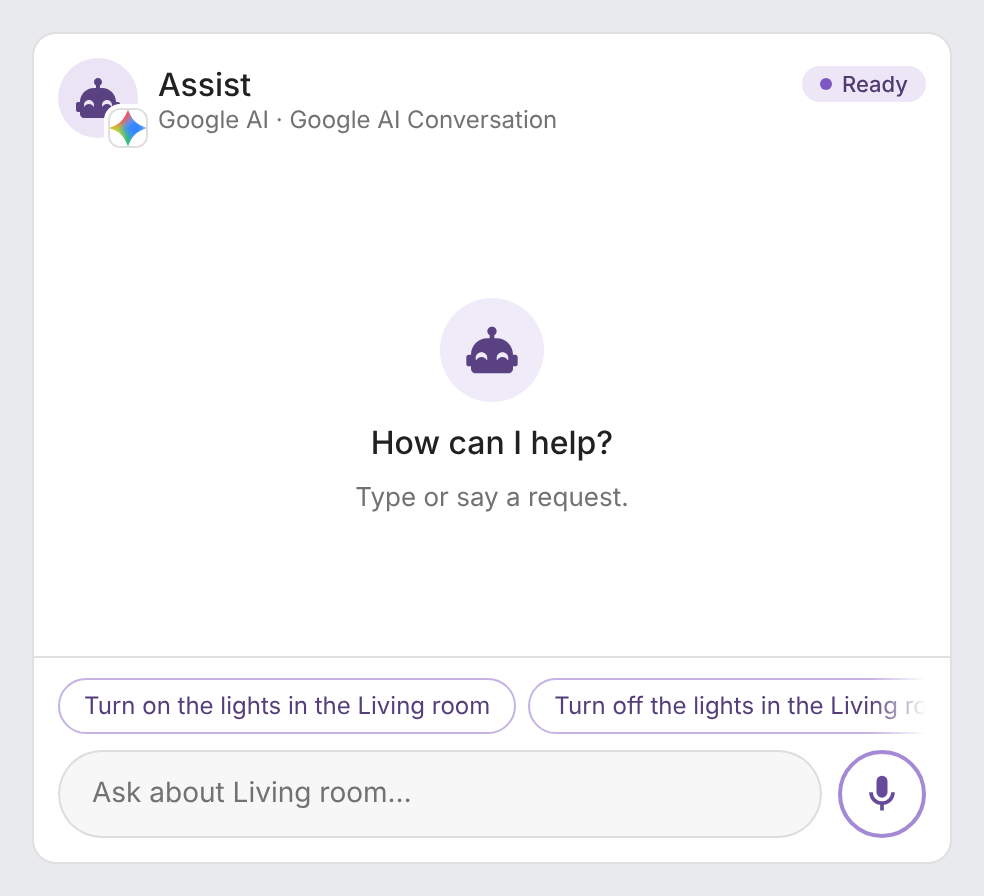 Assist
Google AI · Google AI Conversation
Ready
How can I help?
Type or say a request.
Turn on the lights in the Living room
Turn off the lights in the Living
Ask about Living room...